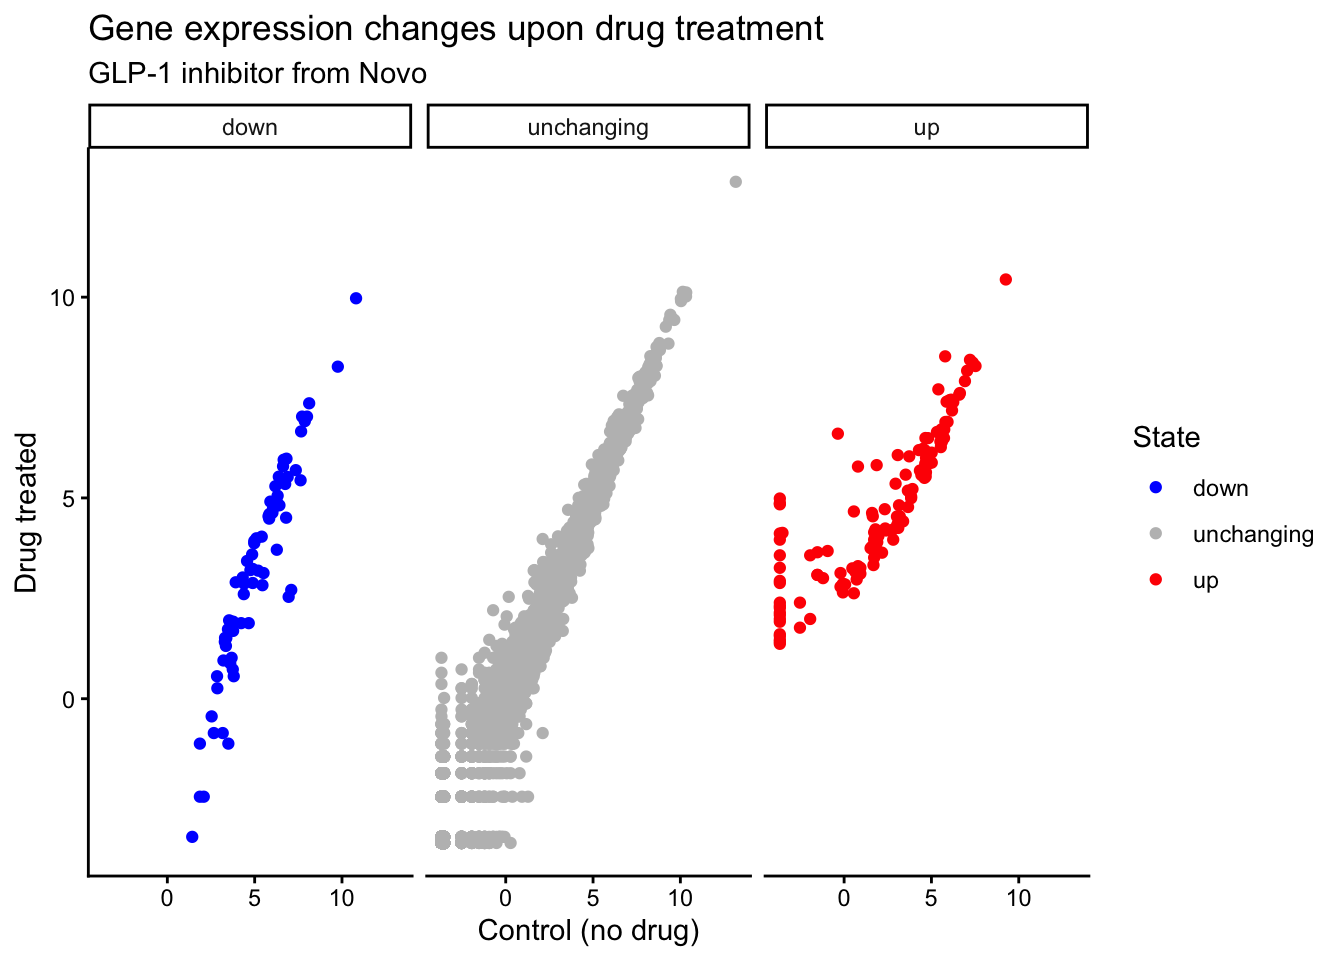 Gene expression changes upon drug treatment
GLP-1 inhibitor from Novo
down
unchanging
up
10
5
0
Drug treated
0
5
10
0
5
10
0
5
10
Control (no drug)
State
down
unchanging
up